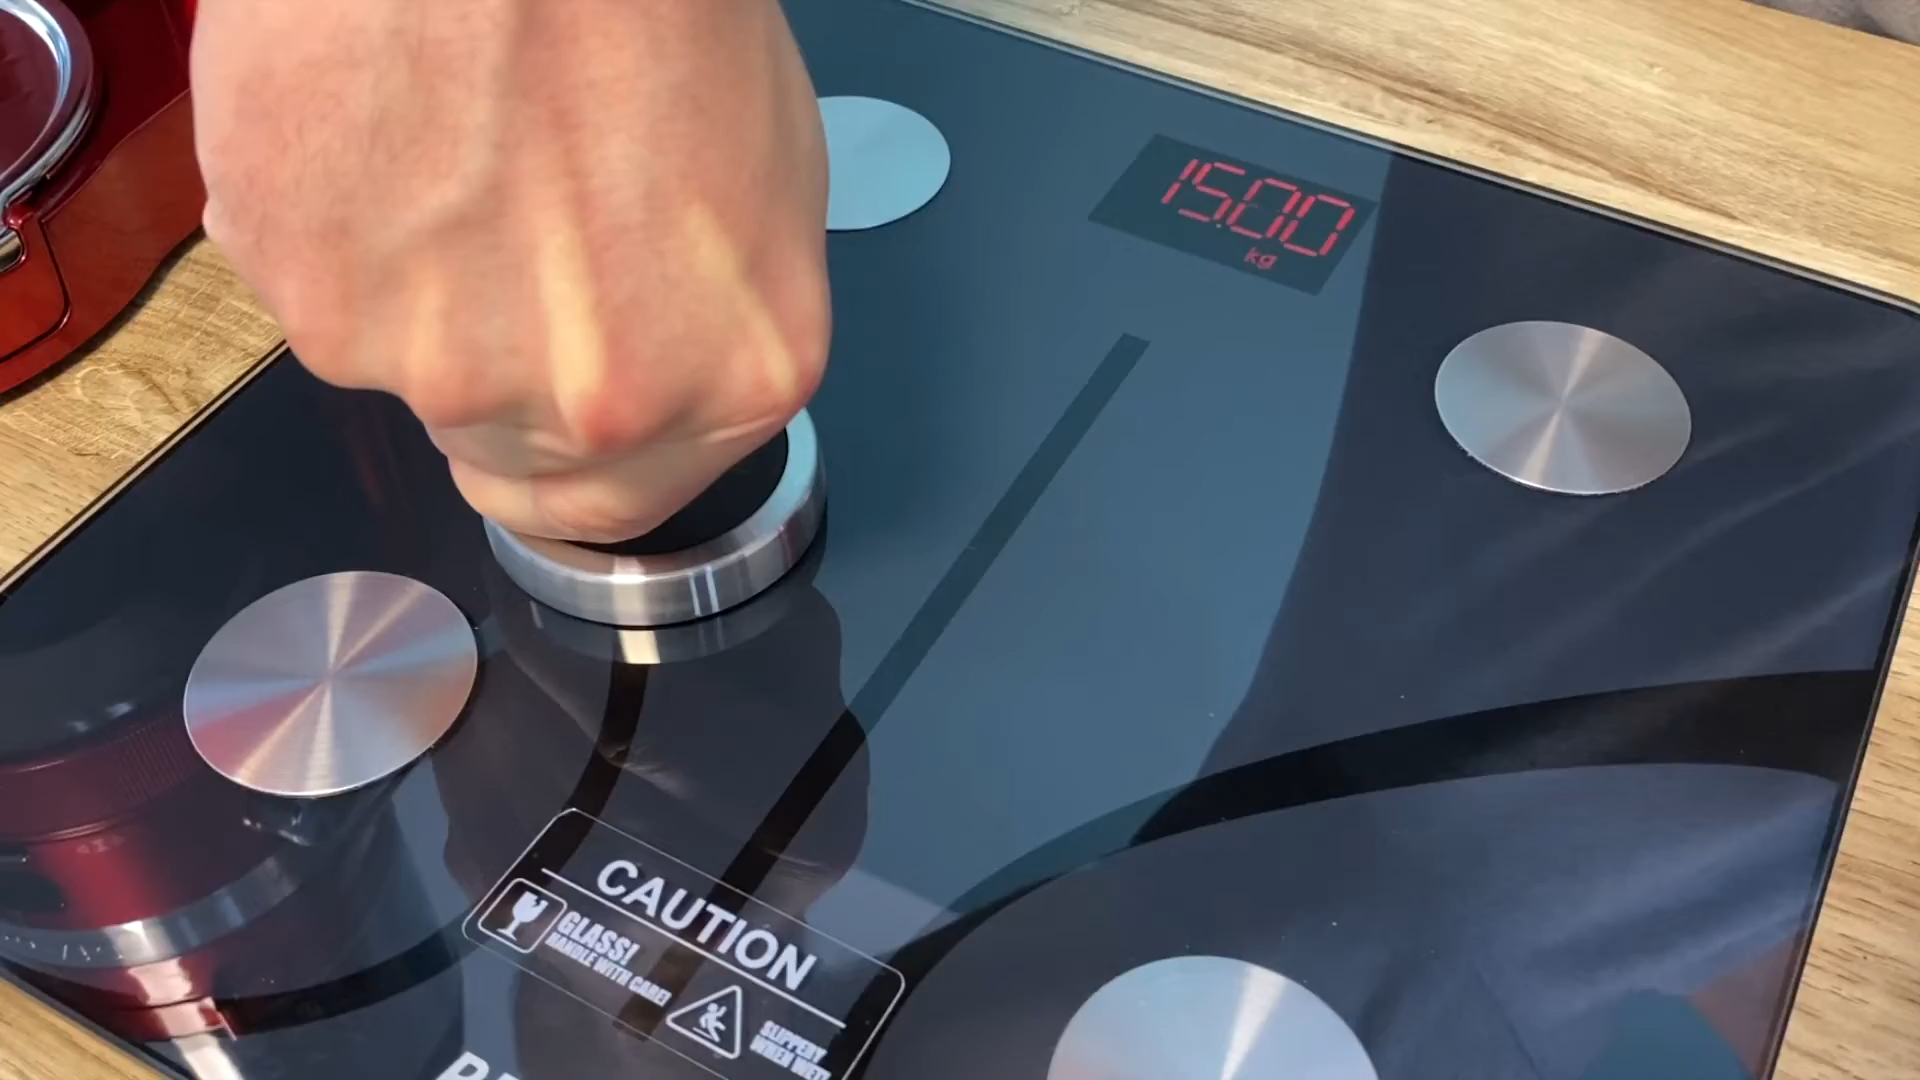 15.00
kg
CAUTION
GLASS!
HANDLE WITH CARE!
SLIPPERY
WHEN WET!